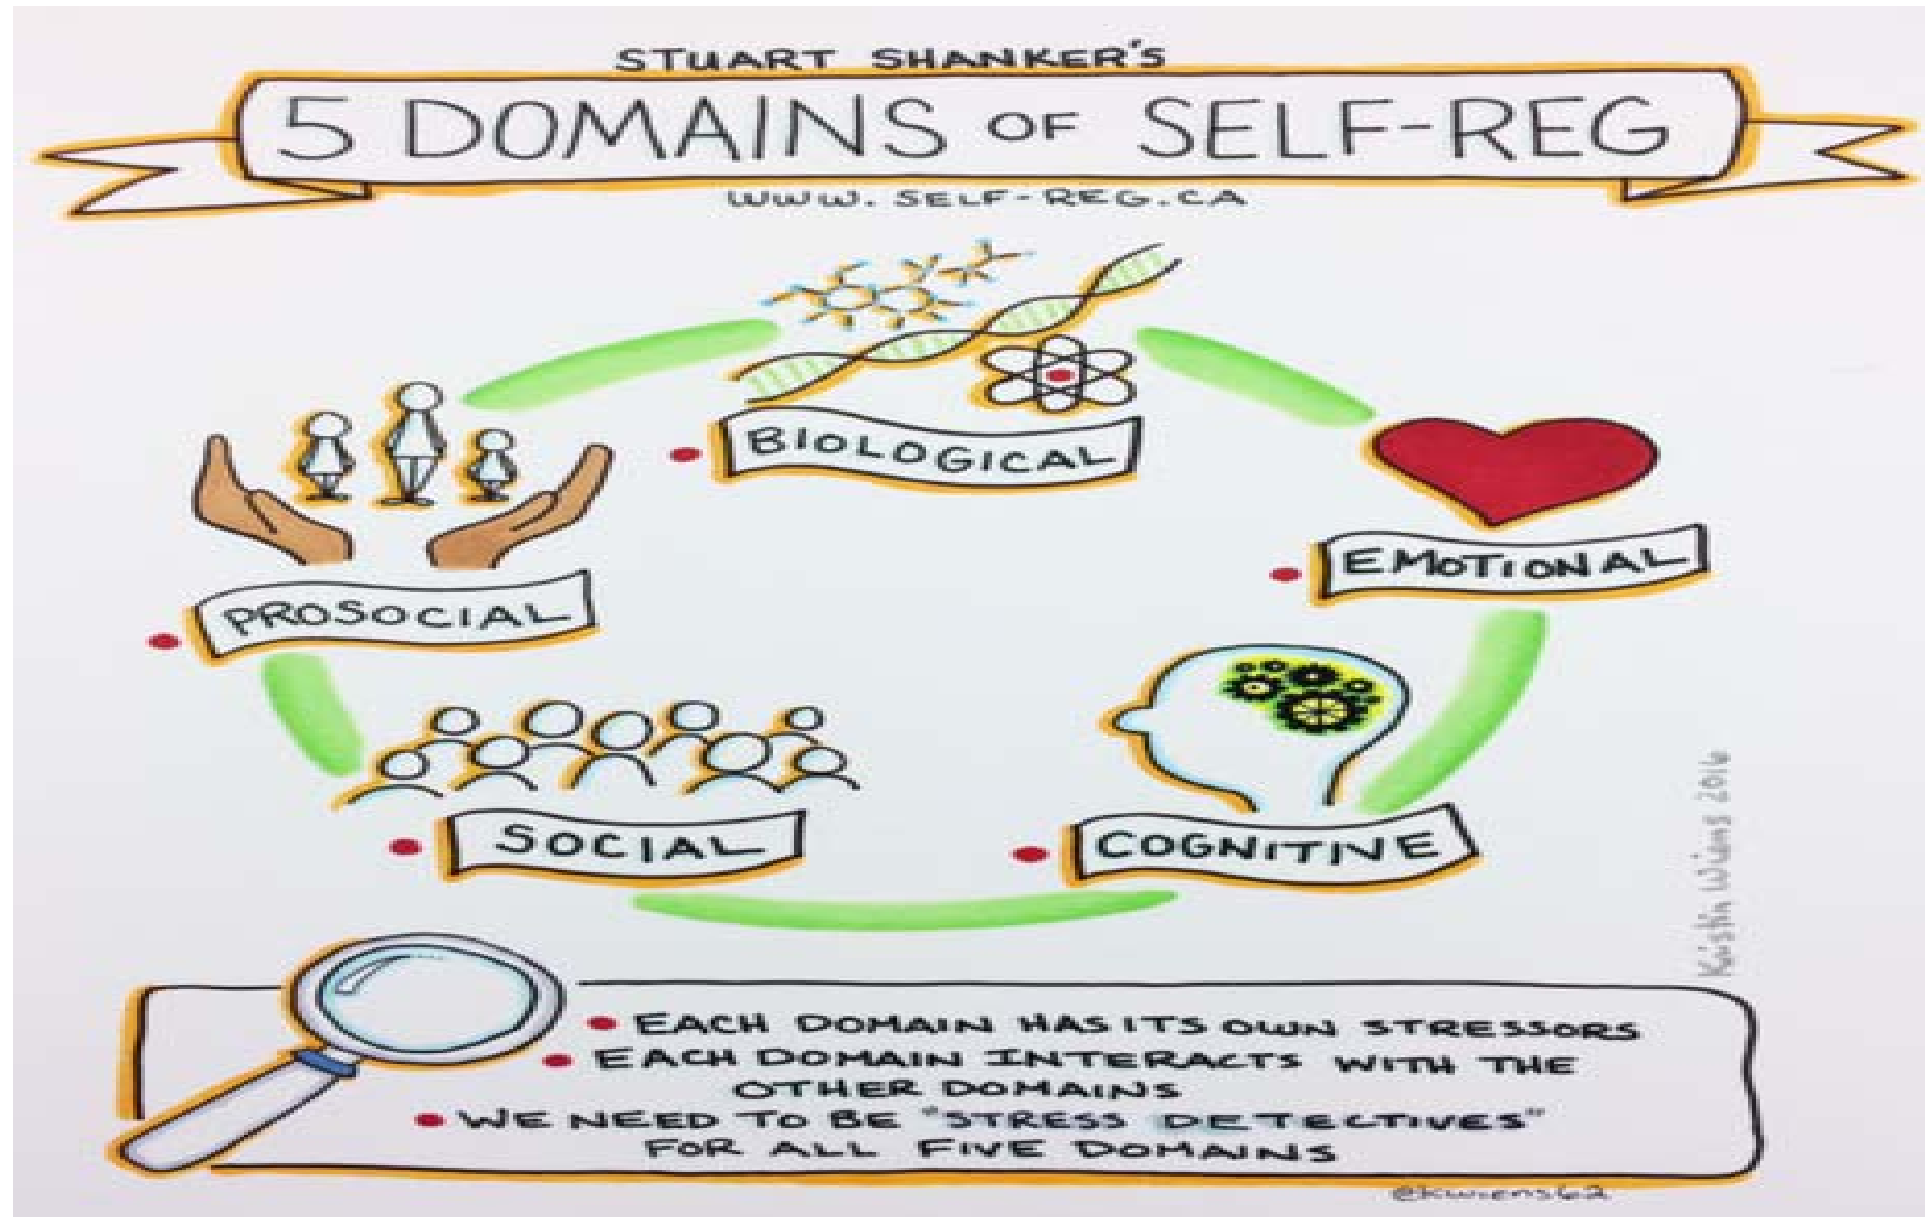 STUART SHANKER'S
5 DOMAINS OF SELF-REG
WWW.SELF-REG.CA
BIOLOGICAL
EMOTIONAL
PROSOCIAL
SOCIAL
COGNITIVE
Kristin Wiens 2016
• EACH DOMAIN HAS ITS OWN STRESSORS
• EACH DOMAIN INTERACTS WITH THE
OTHER DOMAINS
• WE NEED TO BE "STRESS DETECTIVES"
FOR ALL FIVE DOMAINS
@kwiens62